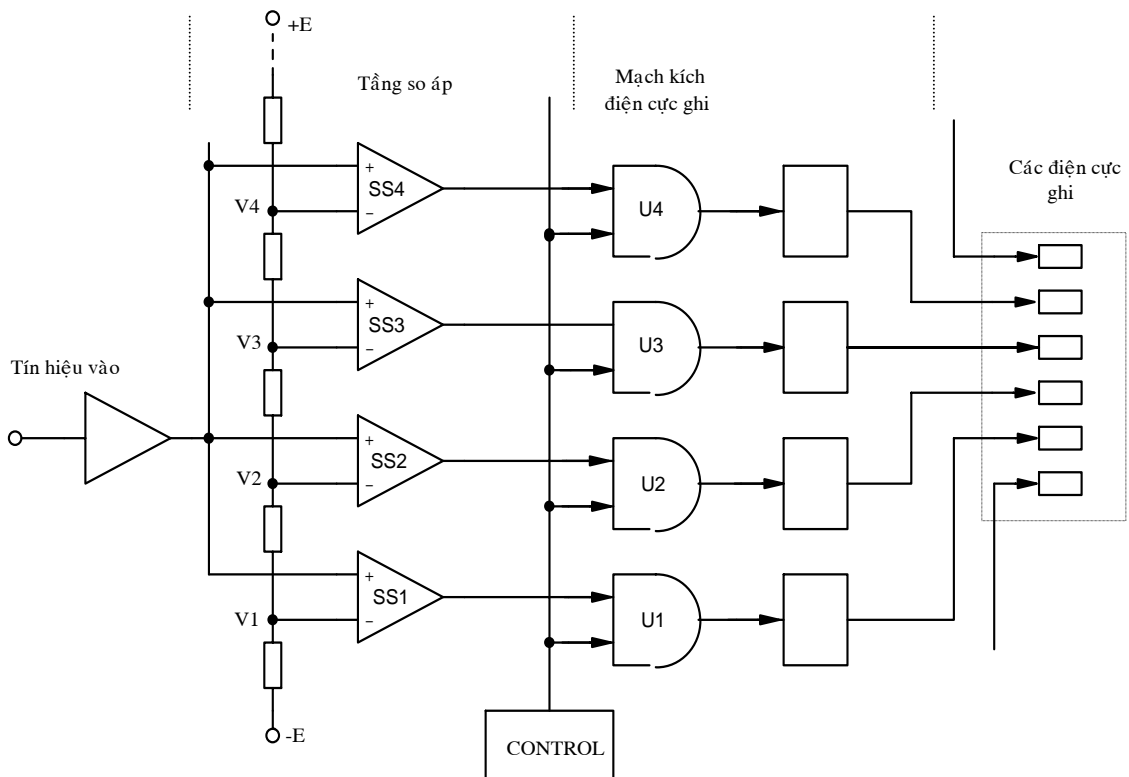 +E
Tầng so áp
Mạch kích
điện cực ghi
Các điện cực
ghi
+
SS4
−
V4
U4
+
SS3
−
V3
U3
Tín hiệu vào
+
SS2
−
V2
U2
+
SS1
−
V1
U1
-E
CONTROL